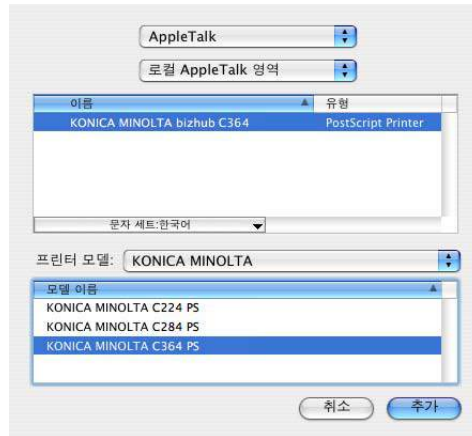 AppleTalk
로컬 AppleTalk 영역
이름 유형
KONICA MINOLTA bizhub C364 PostScript Printer
문자 세트:한국어
프린터 모델: KONICA MINOLTA
모델 이름
KONICA MINOLTA C224 PS
KONICA MINOLTA C284 PS
KONICA MINOLTA C364 PS
취소 추가